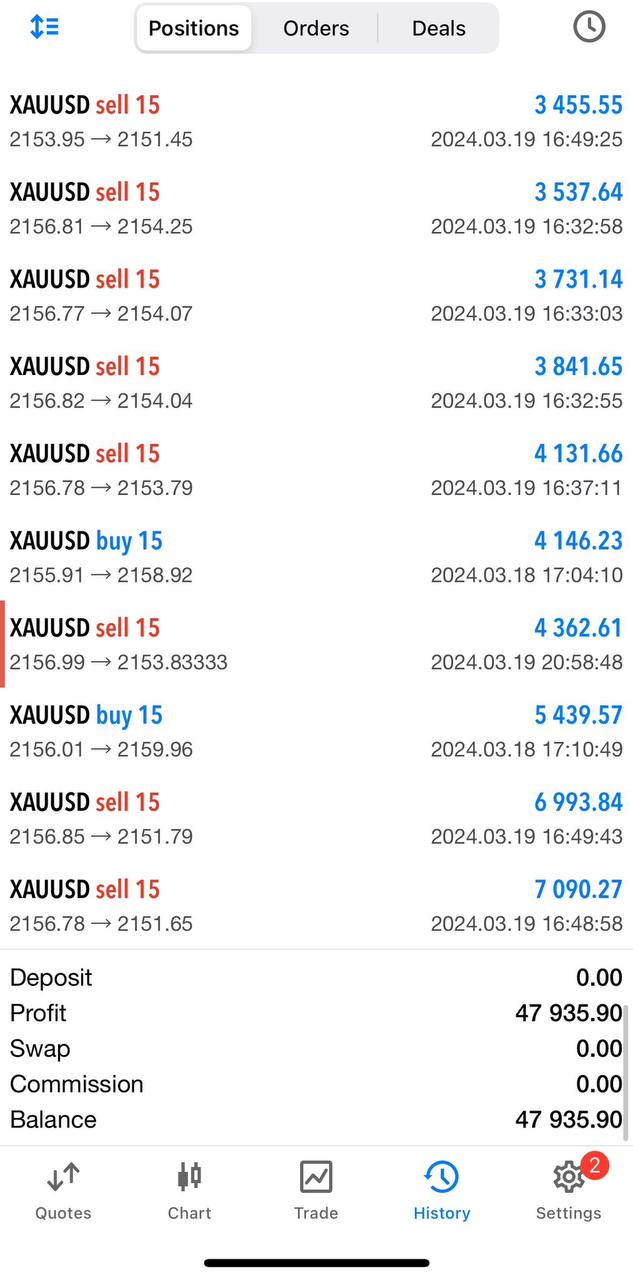 Positions Orders Deals
XAUUSD sell 15 3 455.55
2153.95 → 2151.45 2024.03.19 16:49:25
XAUUSD sell 15 3 537.64
2156.81 → 2154.25 2024.03.19 16:32:58
XAUUSD sell 15 3 731.14
2156.77 → 2154.07 2024.03.19 16:33:03
XAUUSD sell 15 3 841.65
2156.82 → 2154.04 2024.03.19 16:32:55
XAUUSD sell 15 4 131.66
2156.78 → 2153.79 2024.03.19 16:37:11
XAUUSD buy 15 4 146.23
2155.91 → 2158.92 2024.03.18 17:04:10
XAUUSD sell 15 4 362.61
2156.99 → 2153.83333 2024.03.19 20:58:48
XAUUSD buy 15 5 439.57
2156.01 → 2159.96 2024.03.18 17:10:49
XAUUSD sell 15 6 993.84
2156.85 → 2151.79 2024.03.19 16:49:43
XAUUSD sell 15 7 090.27
2156.78 → 2151.65 2024.03.19 16:48:58
Deposit 0.00
Profit 47 935.90
Swap 0.00
Commission 0.00
Balance 47 935.90
2
Quotes Chart Trade History Settings